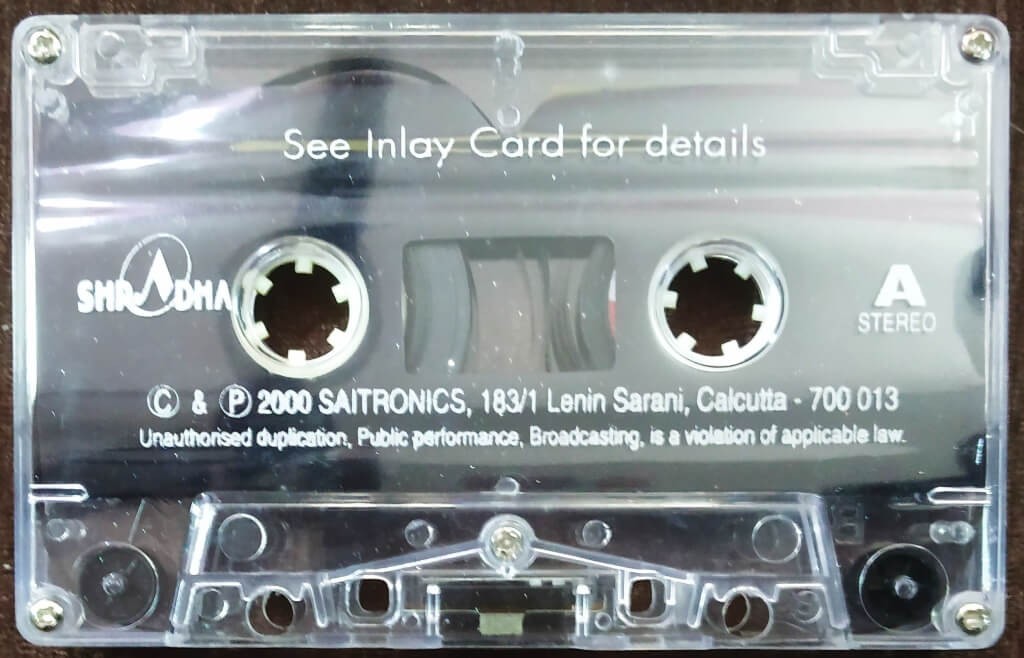 See Inlay Card for details
SHRADHA
A
STEREO
© & ℗ 2000 SAITRONICS, 183/1 Lenin Sarani, Calcutta - 700 013
Unauthorised duplication, Public performance, Broadcasting, is a violation of applicable law.